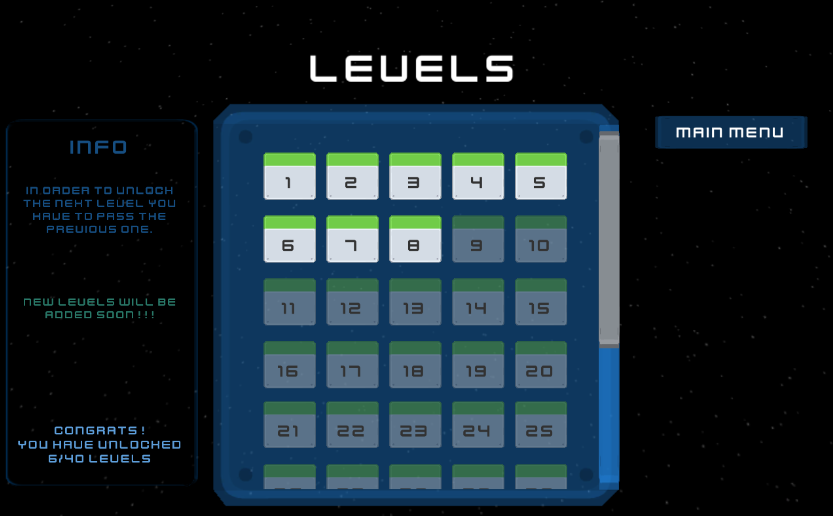 LEVELS
MAIN MENU
INFO
IN ORDER TO UNLOCK
THE NEXT LEVEL YOU
HAVE TO PASS THE
PREVIOUS ONE.
NEW LEVELS WILL BE
ADDED SOON!!!
CONGRATS!
YOU HAVE UNLOCKED
6/40 LEVELS
1 2 3 4 5
6 7 8 9 10
11 12 13 14 15
16 17 18 19 20
21 22 23 24 25